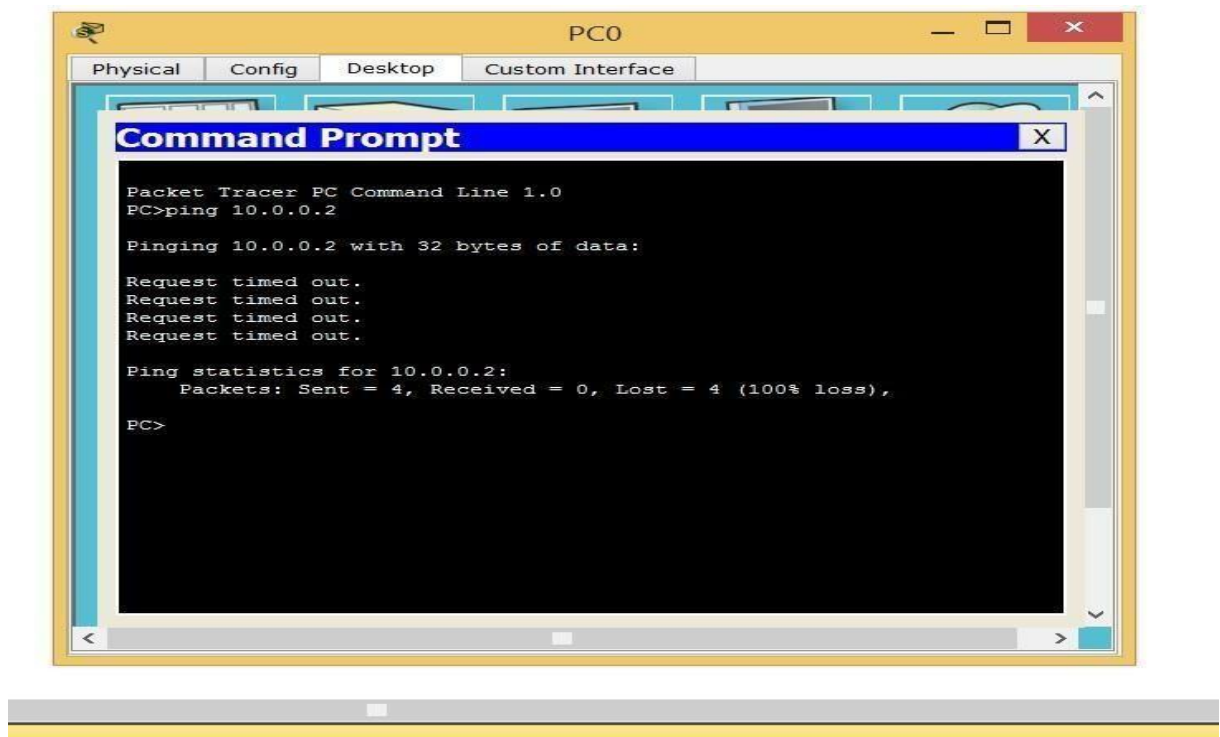 PC0
Physical Config Desktop Custom Interface
Command Prompt X
Packet Tracer PC Command Line 1.0
PC>ping 10.0.0.2
Pinging 10.0.0.2 with 32 bytes of data:
Request timed out.
Request timed out.
Request timed out.
Request timed out.
Ping statistics for 10.0.0.2:
Packets: Sent = 4, Received = 0, Lost = 4 (100% loss),
PC>